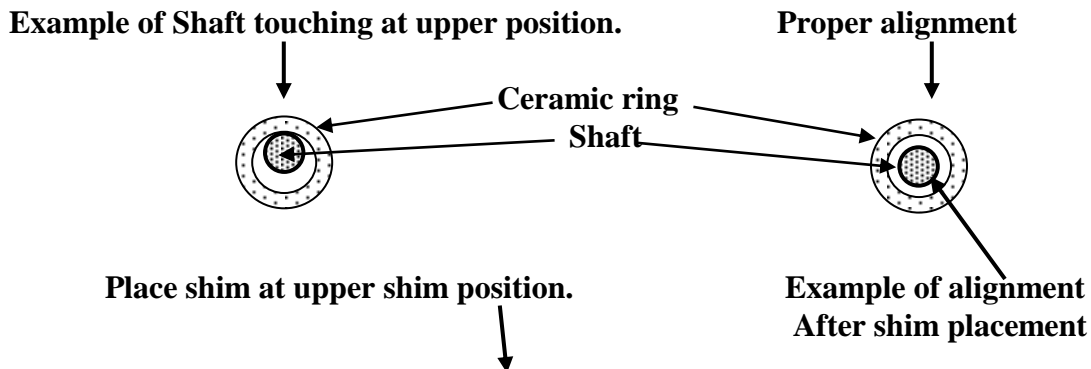 Example of Shaft touching at upper position.
Proper alignment
Ceramic ring
Shaft
Place shim at upper shim position.
Example of alignment
After shim placement